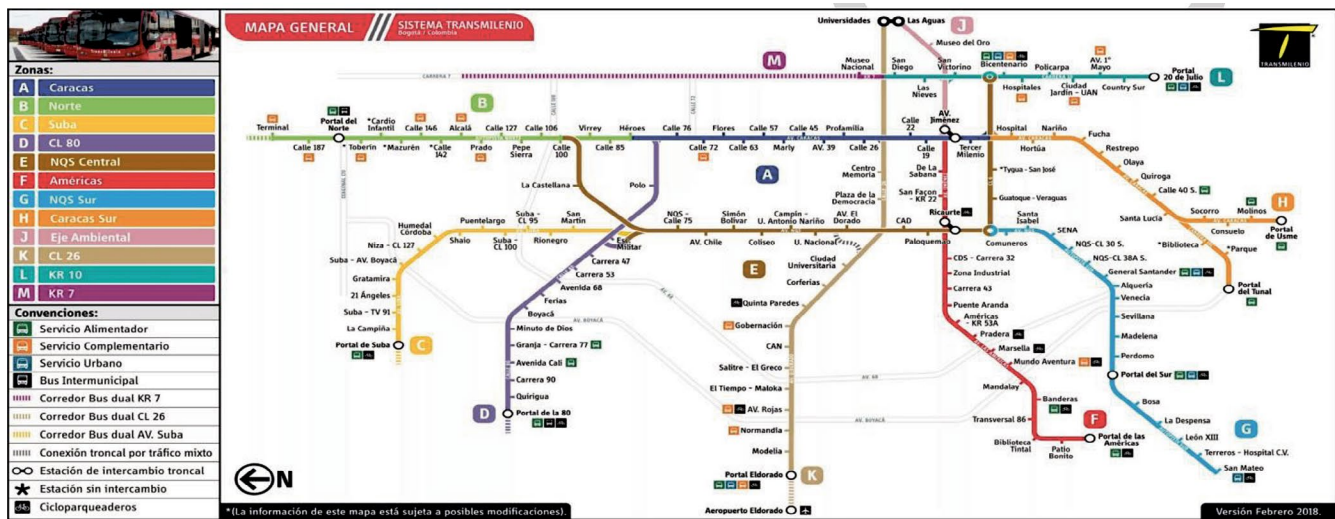 MAPA GENERAL
SISTEMA TRANSMILENIO
Bogotá / Colombia
TRANSMILENIO
Zonas:
A Caracas
B Norte
C Suba
D CL 80
E NQS Central
F Américas
G NQS Sur
H Caracas Sur
J Eje Ambiental
K CL 26
L KR 10
M KR 7
Convenciones:
Servicio Alimentador
Servicio Complementario
Servicio Urbano
Bus Intermunicipal
Corredor Bus dual KR 7
Corredor Bus dual CL 26
Corredor Bus dual AV. Suba
Conexión troncal por tráfico mixto
Estación de intercambio troncal
Estación sin intercambio
Cicloparqueaderos
Universidades
Las Aguas
J
Museo del Oro
M
CARRERA 7
Museo
Nacional
San
Diego
Las
Nieves
San
Victorino
Bicentenario
Hospitales
Policarpa
Ciudad
Jardín - UAN
AV. 1°
Mayo
Country Sur
Portal
20 de Julio
L
B
Terminal
Calle 187
Portal del
Norte
*Toberín
*Cardio
Infantil
*Mazurén
Calle 146
*Calle
142
Alcalá
Prado
Calle 127
Pepe
Sierra
Calle 106
Calle
100
Virrey
Calle 85
Héroes
Calle 76
Calle 72
Flores
Calle 63
Calle 57
Marly
Calle 45
AV. 39
Profamilia
Calle 26
Calle
22
Calle
19
AV.
Jiménez
Tercer
Milenio
Hospital
Hortúa
Nariño
Fucha
Restrepo
Olaya
Quiroga
Calle 40 S.
Santa Lucía
Socorro
Consuelo
Molinos
Portal
de Usme
H
*Biblioteca
*Parque
Portal
del Tunal
A
La Castellana
Polo
Centro
Memoria
Plaza de la
Democracia
De La
Sabana
San Façon
- KR 22
Ricaurte
*Tygua - San José
Guatoque - Veraguas
Humedal
Córdoba
Niza - CL 127
Shaio
Puentelargo
Suba -
CL 100
Suba -
CL 95
Rionegro
San
Martín
Esc.
Militar
NQS -
Calle 75
AV. Chile
Simón
Bolívar
Coliseo
Campín -
U. Antonio Nariño
U. Nacional
AV. El
Dorado
CAD
Paloquemao
Comuneros
Santa
Isabel
SENA
NQS-CL 30 S.
NQS-CL 38A S.
General Santander
Alquería
Venecia
Sevillana
Madelena
Perdomo
Portal del Sur
Bosa
La Despensa
León XIII
Terreros - Hospital C.V.
San Mateo
G
E
Suba - AV. Boyacá
Gratamira
21 Ángeles
Suba - TV 91
La Campiña
Portal de Suba
C
Carrera 47
Carrera 53
Avenida 68
Ferias
Boyacá
Minuto de Dios
Granja - Carrera 77
Avenida Cali
Carrera 90
Quirigua
Portal de la 80
D
Ciudad
Universitaria
Corferias
Quinta Paredes
Gobernación
CAN
Salitre - El Greco
El Tiempo - Maloka
AV. Rojas
Normandía
Modelia
Portal Eldorado
K
Aeropuerto Eldorado
CDS - Carrera 32
Zona Industrial
Carrera 43
Puente Aranda
Américas
- KR 53A
Pradera
Marsella
Mundo Aventura
Mandalay
Banderas
Transversal 86
Biblioteca
Tintal
Patio
Bonito
Portal de las
Américas
F
AV. BOYACÁ
AV. 68
AV. 68
AV. BOYACÁ
N
*(La información de este mapa está sujeta a posibles modificaciones).
Versión Febrero 2018.